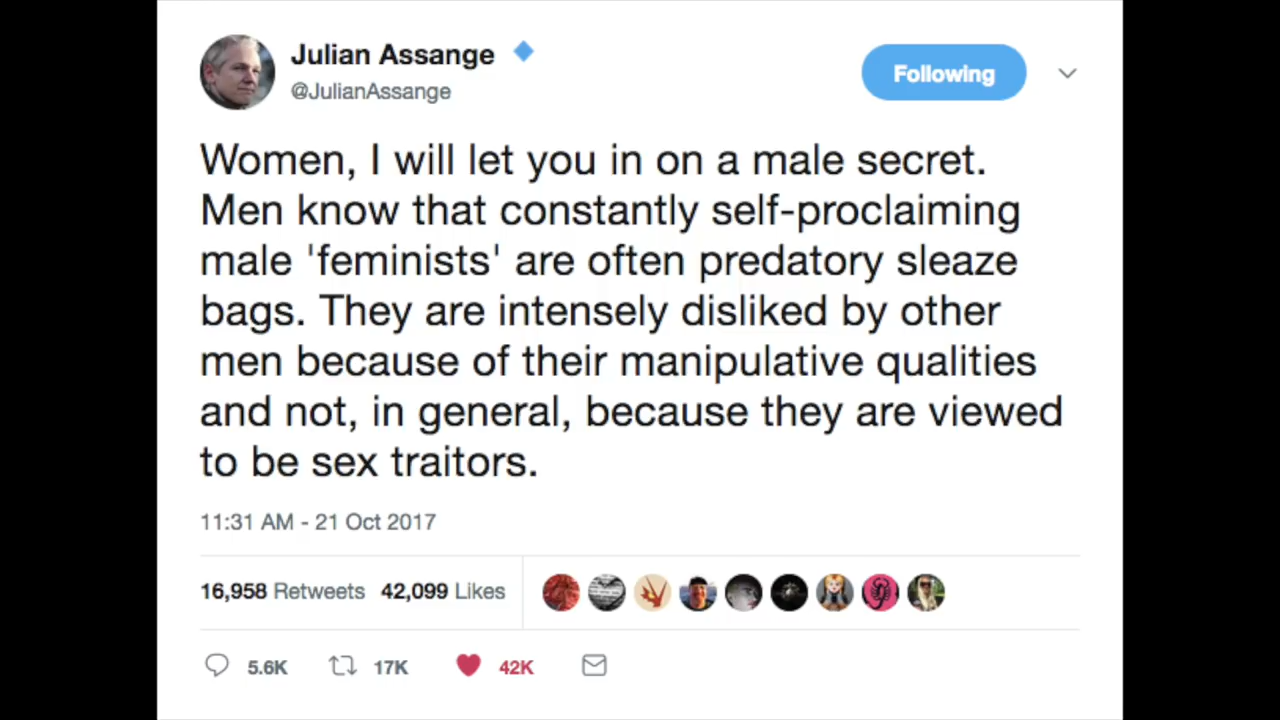 Julian Assange
@JulianAssange
Following
Women, I will let you in on a male secret.
Men know that constantly self-proclaiming
male 'feminists' are often predatory sleaze
bags. They are intensely disliked by other
men because of their manipulative qualities
and not, in general, because they are viewed
to be sex traitors.
11:31 AM - 21 Oct 2017
16,958 Retweets 42,099 Likes
5.6K 17K 42K